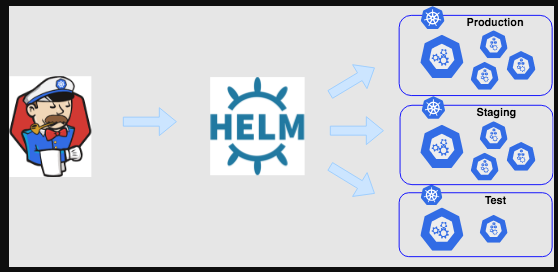 Production
HELM
Staging
Test